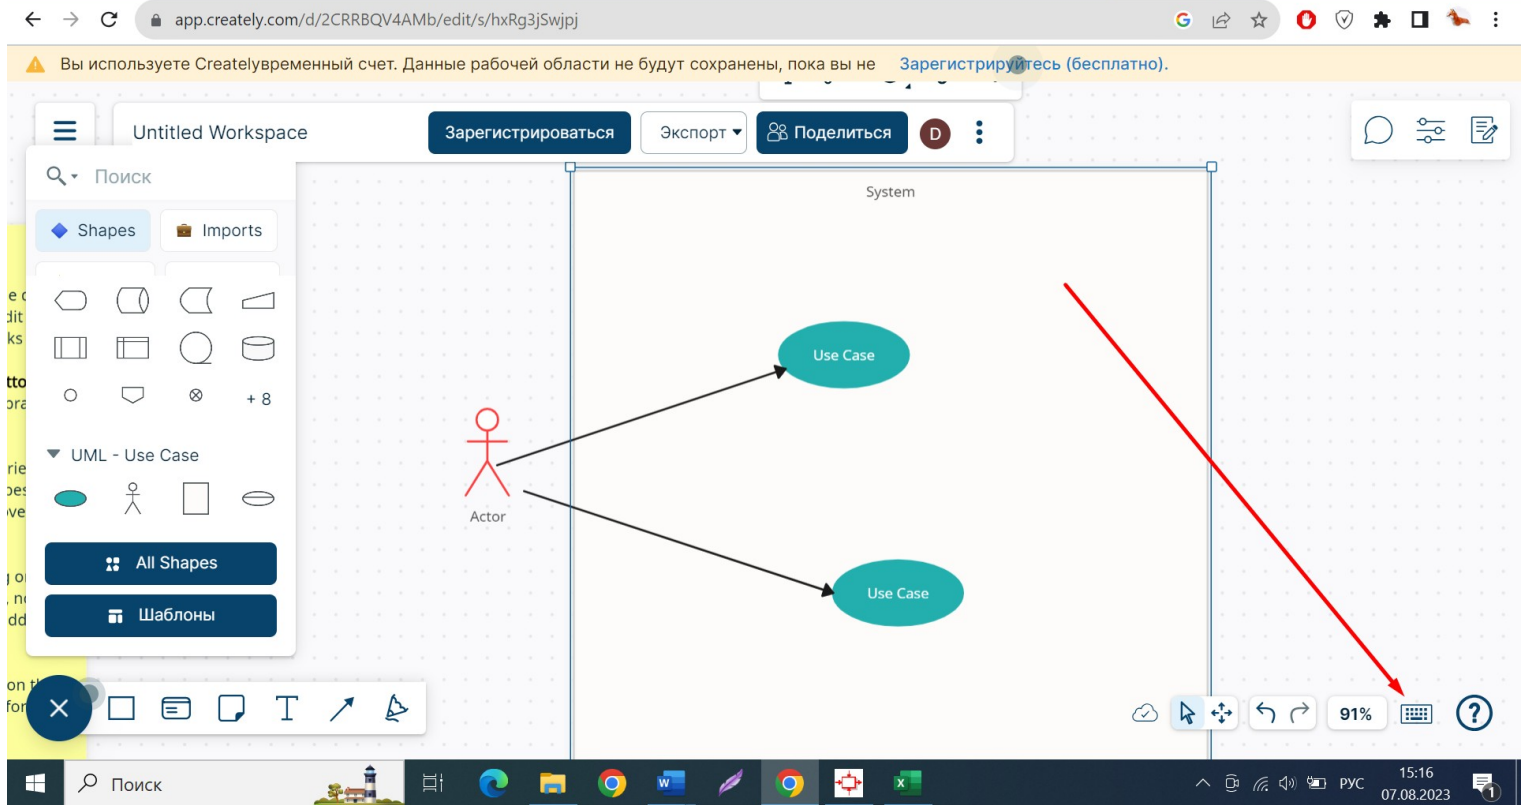 app.creately.com/d/2CRRBQV4AMb/edit/s/hxRg3jSwjpj
Вы используете Createlyвременный счет. Данные рабочей области не будут сохранены, пока вы не Зарегистрируйтесь (бесплатно).
Untitled Workspace
Зарегистрироваться
Экспорт
Поделиться
D
Поиск
Shapes
Imports
+ 8
UML - Use Case
All Shapes
Шаблоны
System
Use Case
Actor
Use Case
T
91%
?
Поиск
РУС
15:16
07.08.2023
1